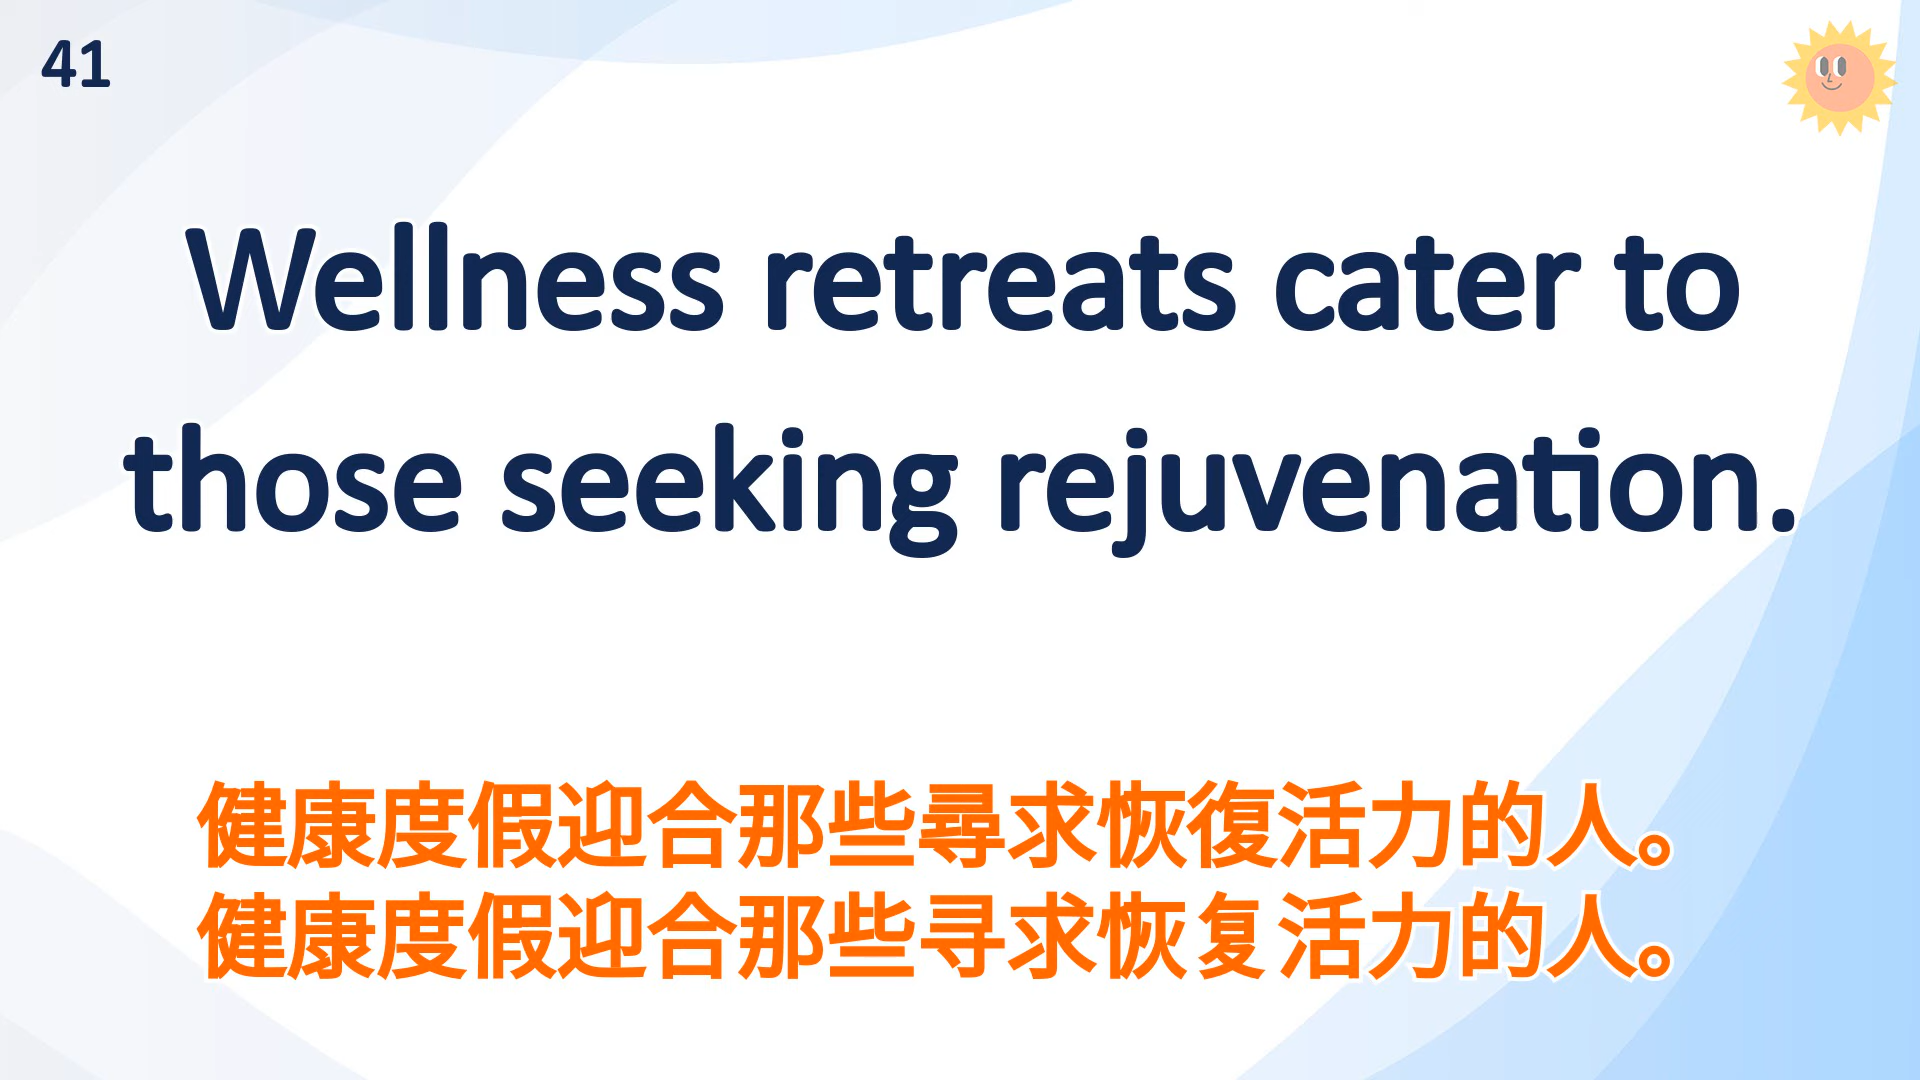 41
Wellness retreats cater to
those seeking rejuvenation.
健康度假迎合那些尋求恢復活力的人。
健康度假迎合那些寻求恢复活力的人。